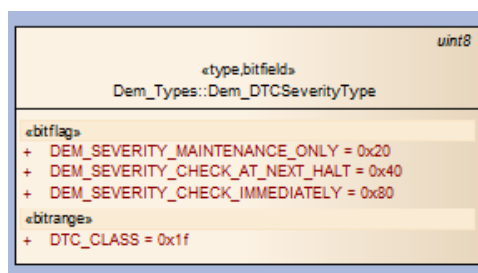 uint8
«type,bitfield»
Dem_Types::Dem_DTCSeverityType
«bitflag»
+ DEM_SEVERITY_MAINTENANCE_ONLY = 0x20
+ DEM_SEVERITY_CHECK_AT_NEXT_HALT = 0x40
+ DEM_SEVERITY_CHECK_IMMEDIATELY = 0x80
«bitrange»
+ DTC_CLASS = 0x1f